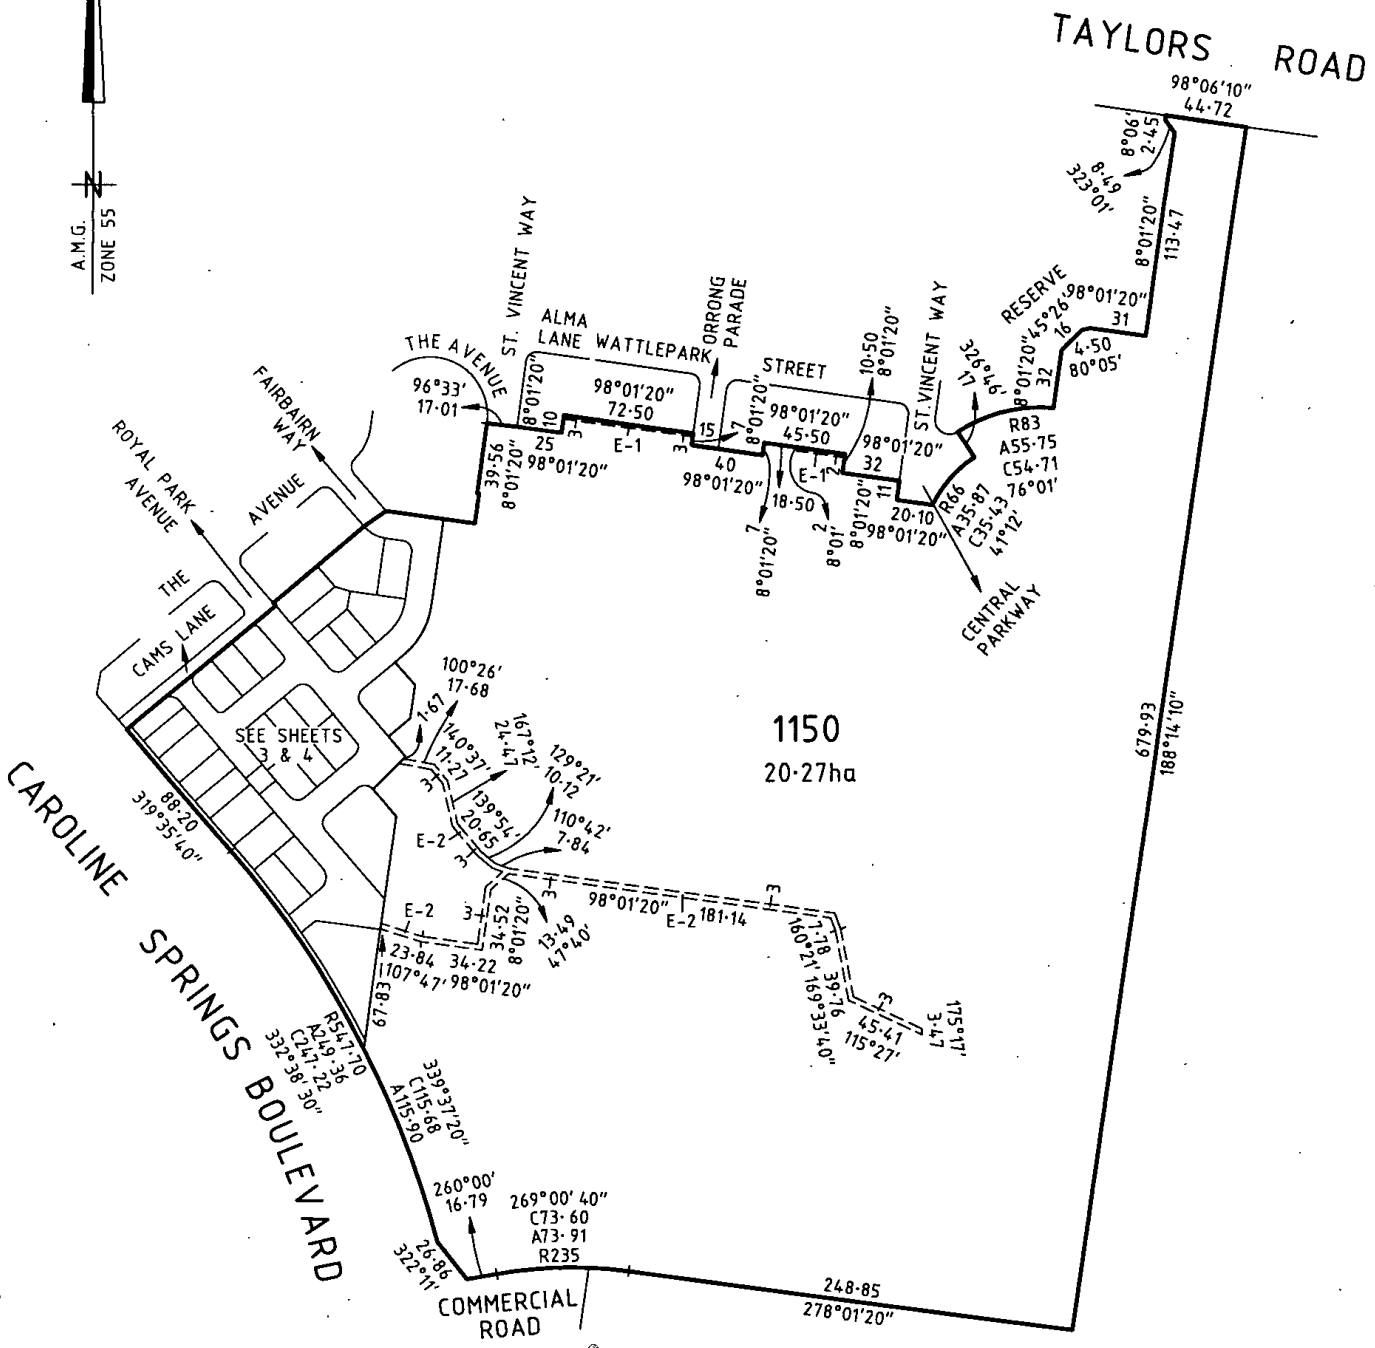 TAYLORS ROAD
98°06'10"
44·72
8°06'
2·45
8·49
323°01'
8°01'20"
113·47
A.M.G.
ZONE 55
N
RESERVE
98°01'20"
31
45°26'
16
4·50
80°05'
8°01'20"
32
ST. VINCENT WAY
326°46'
17
R83
A55·75
C54·71
76°01'
R66
A35·87
C35·43
41°12'
ST. VINCENT WAY
ALMA
LANE WATTLEPARK
STREET
ORRONG
PARADE
10·50
8°01'20"
THE AVENUE
96°33'
17·01
8°01'20"
10
98°01'20"
72·50
3
E-1
3
25
98°01'20"
39·56
8°01'20"
15
7
8°01'20"
40
98°01'20"
98°01'20"
45·50
E-1
2
18·50
7
8°01'20"
2
8°01'
98°01'20"
32
8°01'20"
11
20·10
98°01'20"
CENTRAL
PARKWAY
FAIRBAIRN
WAY
ROYAL PARK
AVENUE
THE
AVENUE
CAMS LANE
SEE SHEETS
3 & 4
88·20
319°35'40"
1·67
100°26'
17·68
140°37'
11·27
3
167°12'
24·47
129°21'
10·12
139°54'
20·65
110°42'
7·84
E-2
3
1150
20·27ha
679·93
188°14'10"
E-2
3
34·52
8°01'20"
13·49
47°40'
23·84
107°47'
34·22
98°01'20"
67·83
3
98°01'20"
E-2
181·14
3
7·78
160°21'
39·76
169°33'40"
3
45·41
115°27'
175°17'
3·47
CAROLINE SPRINGS BOULEVARD
R547·70
A249·36
C247·22
332°38'30"
339°37'20"
C115·68
A115·90
260°00'
16·79
26·86
322°11'
269°00'40"
C73·60
A73·91
R235
COMMERCIAL
ROAD
248·85
278°01'20"